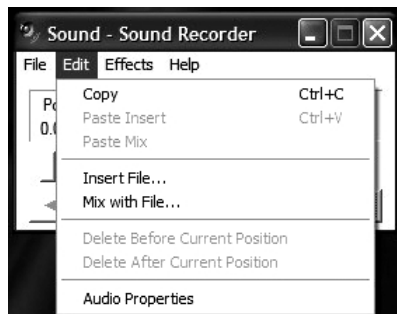 Sound - Sound Recorder
File Edit Effects Help
Copy Ctrl+C
Paste Insert Ctrl+V
Paste Mix
Insert File...
Mix with File...
Delete Before Current Position
Delete After Current Position
Audio Properties